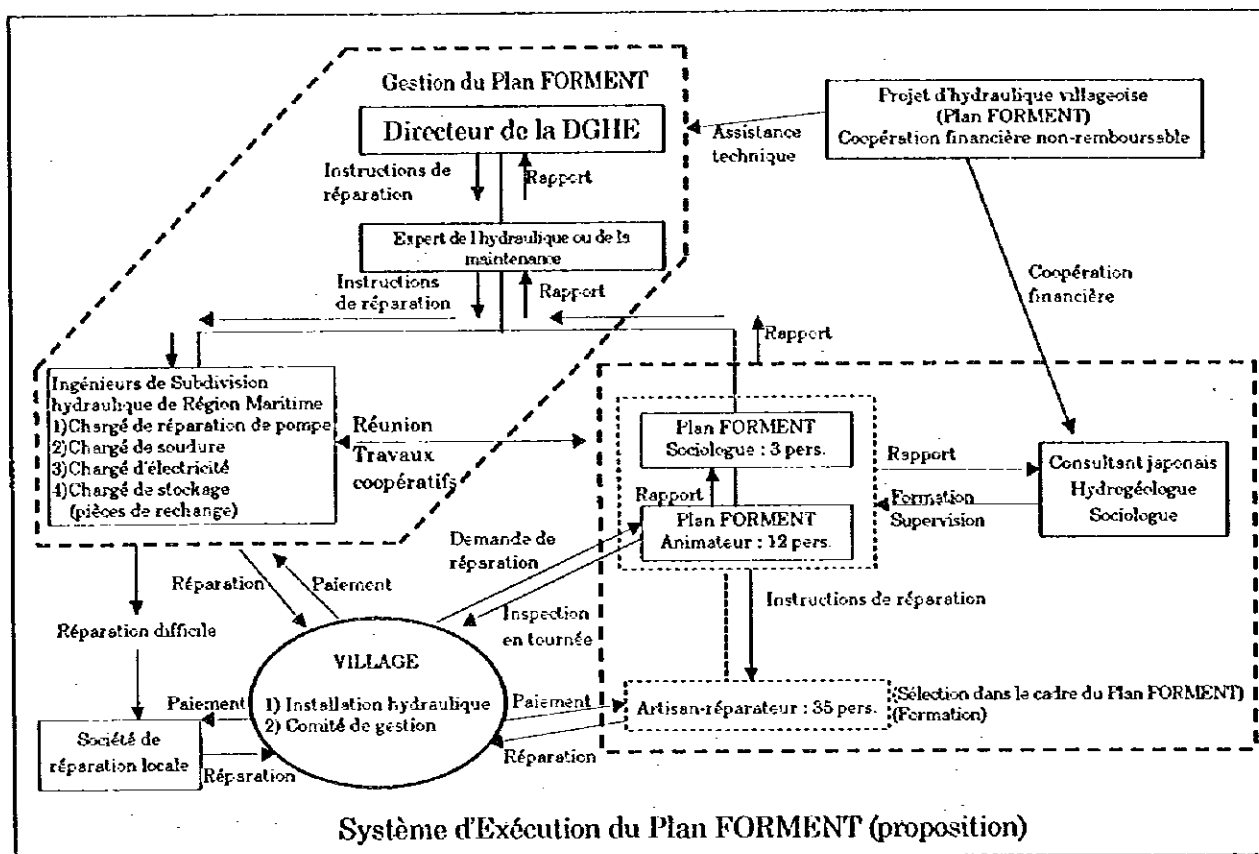 Gestion du Plan FORMENT
Directeur de la DGHE
Instructions de
réparation
Rapport
Expert de l'hydraulique ou de la
maintenance
Instructions
de réparation
Rapport
Projet d'hydraulique villageoise
(Plan FORMENT)
Coopération financière non-remboursable
Assistance
technique
Coopération
financière
Rapport
Ingénieurs de Subdivision
hydraulique de Région Maritime
1)Chargé de réparation de pompe
2)Chargé de soudure
3)Chargé d'électricité
4)Chargé de stockage
(pièces de rechange)
Réunion
Travaux
coopératifs
Plan FORMENT
Sociologue : 3 pers.
Rapport
Plan FORMENT
Animateur : 12 pers.
Rapport
Formation
Supervision
Consultant japonais
Hydrogéologue
Sociologue
Demande de
réparation
Réparation
Paiement
Inspection
en tournée
Instructions de réparation
Réparation difficile
VILLAGE
1) Installation hydraulique
2) Comité de gestion
Paiement
Société de
réparation locale
Réparation
Paiement
Réparation
Artisan-réparateur : 35 pers.
(Sélection dans le cadre du Plan FORMENT)
(Formation)
Système d'Exécution du Plan FORMENT (proposition)